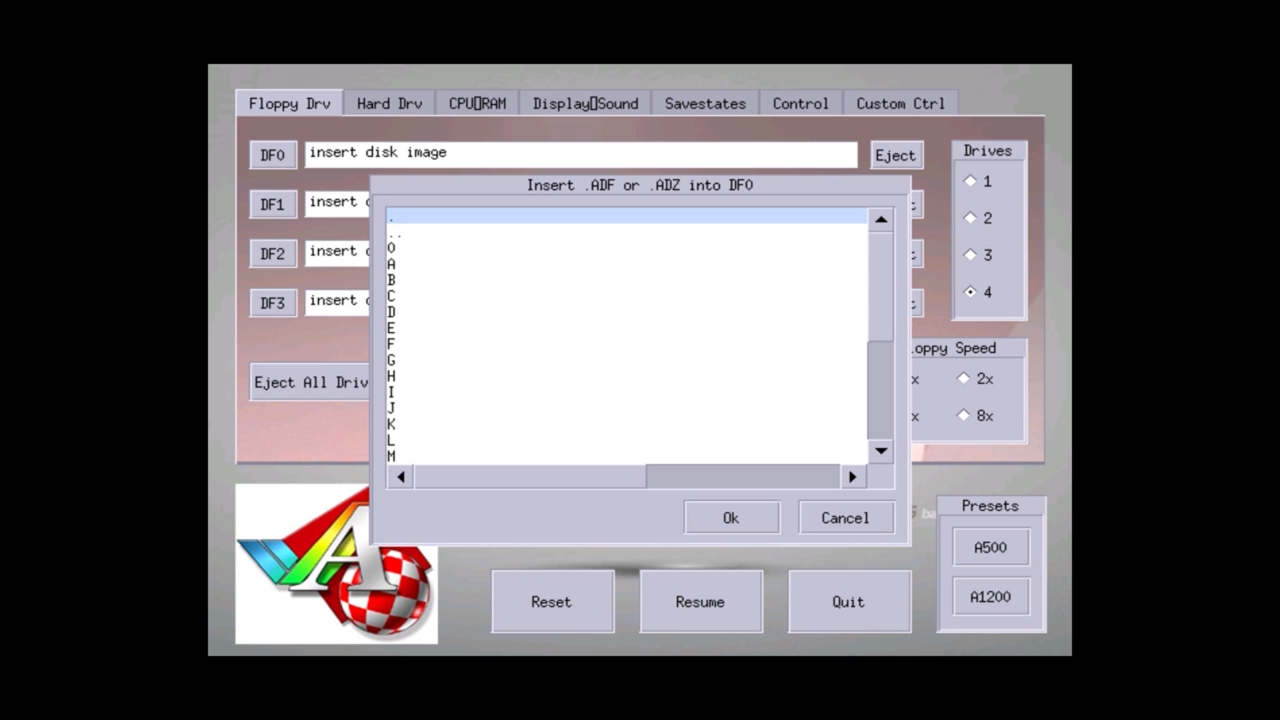 Floppy Drv Hard Drv CPU▯RAM Display▯Sound Savestates Control Custom Ctrl
DF0 insert disk image Eject
Drives
1
2
3
4
DF1 insert
DF2 insert
DF3 insert
Eject All
Insert .ADF or .ADZ into DF0
.
..
0
A
B
C
D
E
F
G
H
I
J
K
L
M
Ok Cancel
Speed
x 2x
x 8x
A
Reset Resume Quit
Presets
A500
A1200